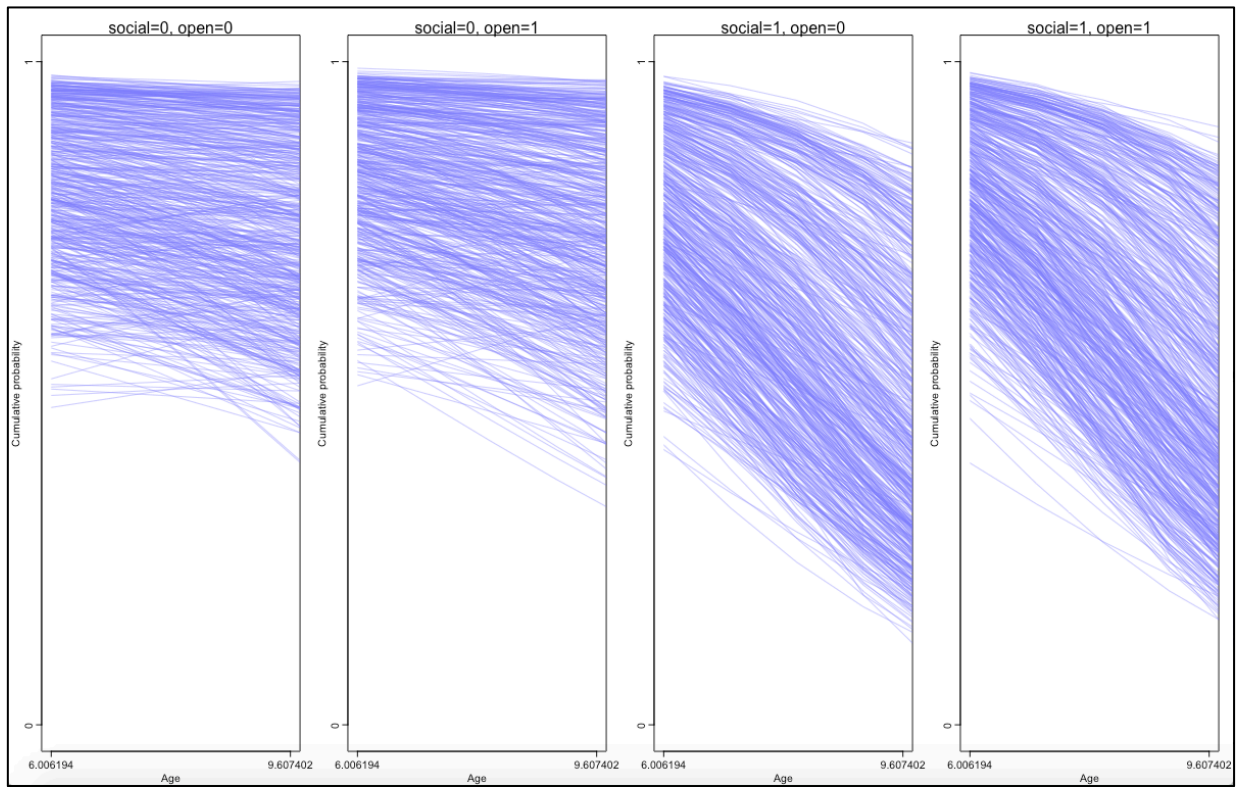 social=0, open=0
1
0
Cumulative probability
6.006194
9.607402
Age
social=0, open=1
1
0
Cumulative probability
6.006194
9.607402
Age
social=1, open=0
1
0
Cumulative probability
6.006194
9.607402
Age
social=1, open=1
1
0
Cumulative probability
6.006194
9.607402
Age